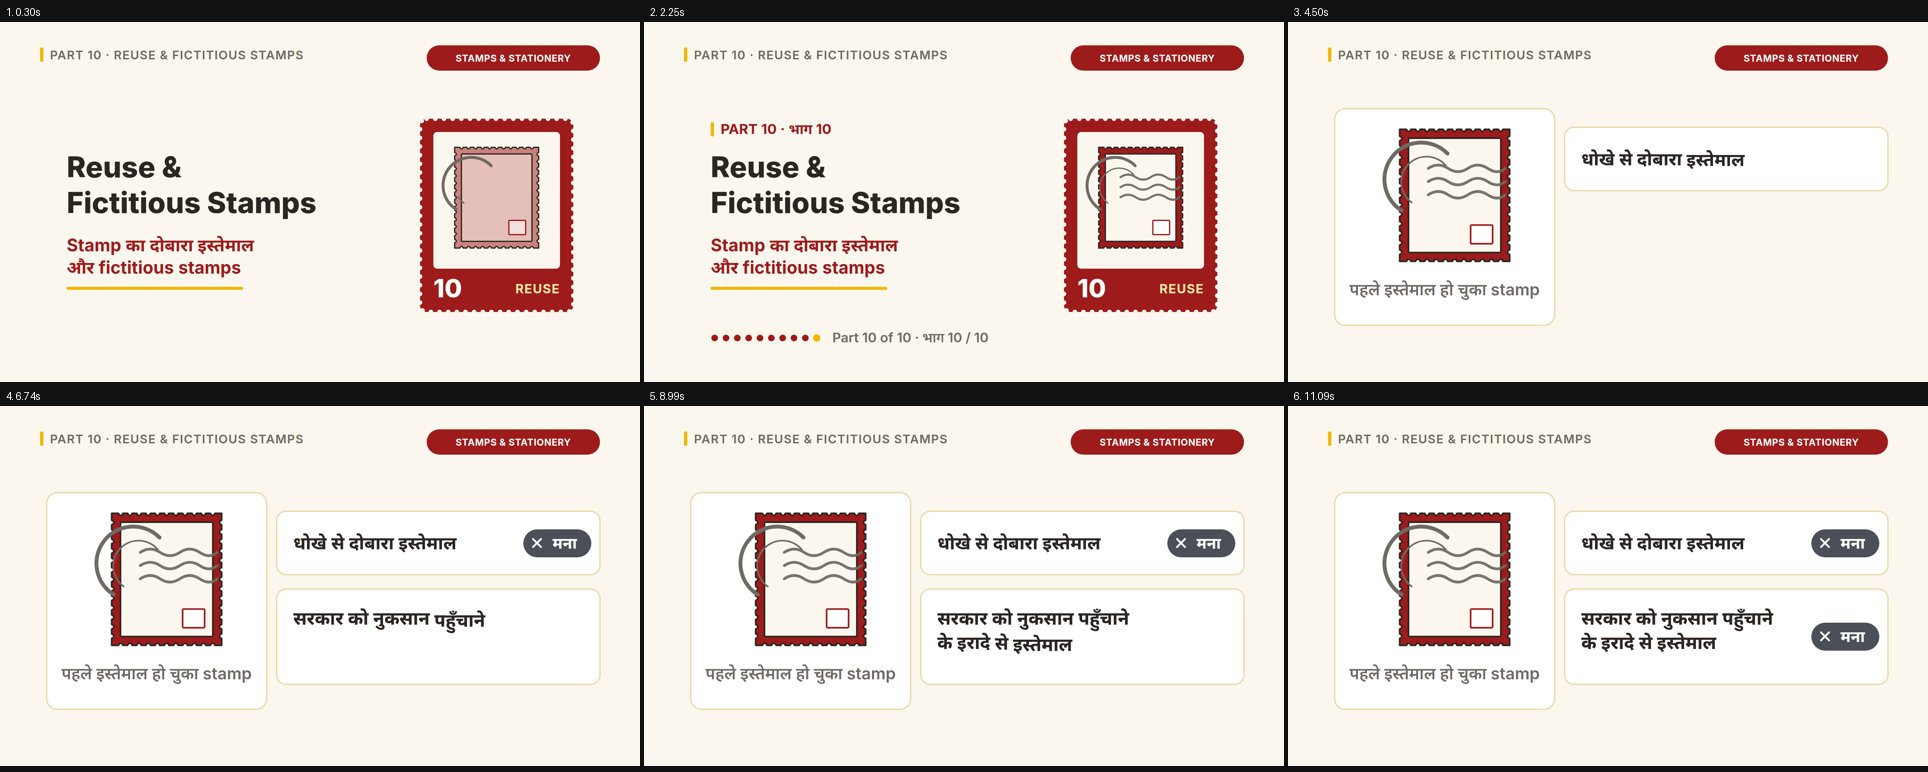 1. 0.30s
PART 10 · REUSE & FICTITIOUS STAMPS
STAMPS & STATIONERY
Reuse &
Fictitious Stamps
Stamp का दोबारा इस्तेमाल
और fictitious stamps
10 REUSE
2. 2.25s
PART 10 · REUSE & FICTITIOUS STAMPS
STAMPS & STATIONERY
PART 10 · भाग 10
Reuse &
Fictitious Stamps
Stamp का दोबारा इस्तेमाल
और fictitious stamps
10 REUSE
Part 10 of 10 · भाग 10 / 10
3. 4.50s
PART 10 · REUSE & FICTITIOUS STAMPS
STAMPS & STATIONERY
धोखे से दोबारा इस्तेमाल
पहले इस्तेमाल हो चुका stamp
4. 6.74s
PART 10 · REUSE & FICTITIOUS STAMPS
STAMPS & STATIONERY
धोखे से दोबारा इस्तेमाल
✕ मना
सरकार को नुकसान पहुँचाने
पहले इस्तेमाल हो चुका stamp
5. 8.99s
PART 10 · REUSE & FICTITIOUS STAMPS
STAMPS & STATIONERY
धोखे से दोबारा इस्तेमाल
✕ मना
सरकार को नुकसान पहुँचाने
के इरादे से इस्तेमाल
पहले इस्तेमाल हो चुका stamp
6. 11.09s
PART 10 · REUSE & FICTITIOUS STAMPS
STAMPS & STATIONERY
धोखे से दोबारा इस्तेमाल
✕ मना
सरकार को नुकसान पहुँचाने
के इरादे से इस्तेमाल
✕ मना
पहले इस्तेमाल हो चुका stamp